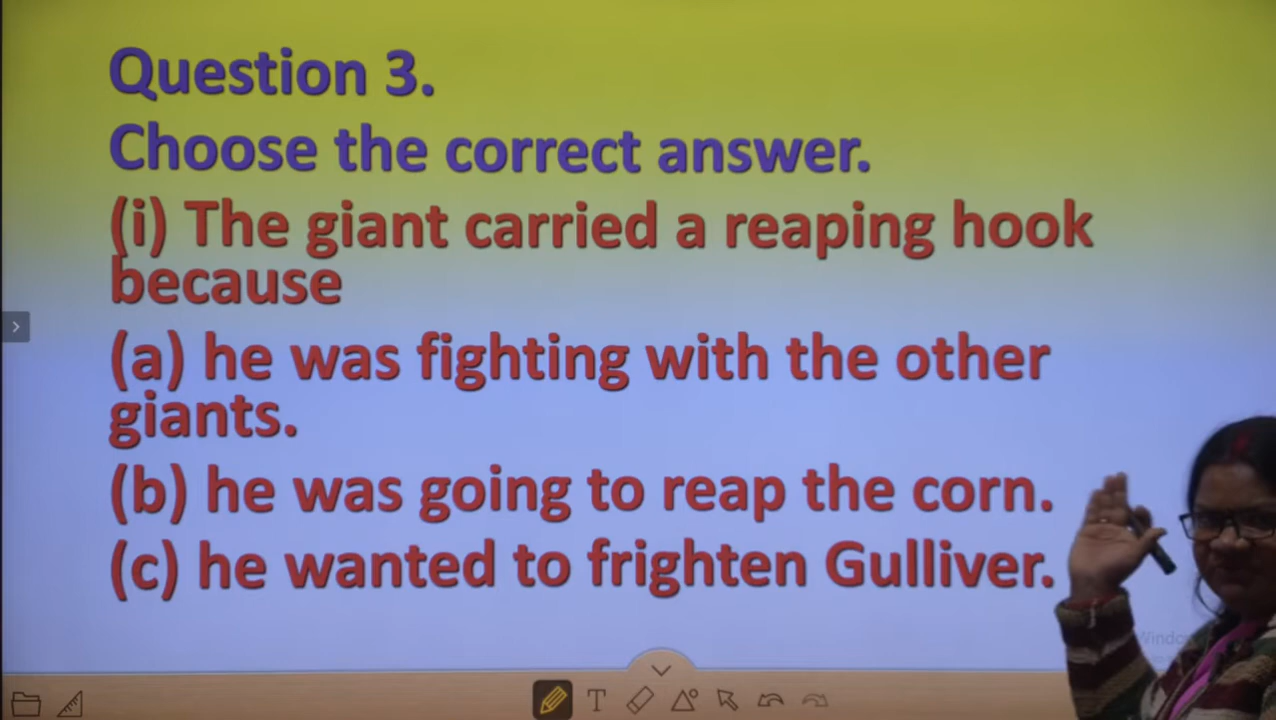 Question 3.
Choose the correct answer.
(i) The giant carried a reaping hook
because
(a) he was fighting with the other
giants.
(b) he was going to reap the corn.
(c) he wanted to frighten Gulliver.
T